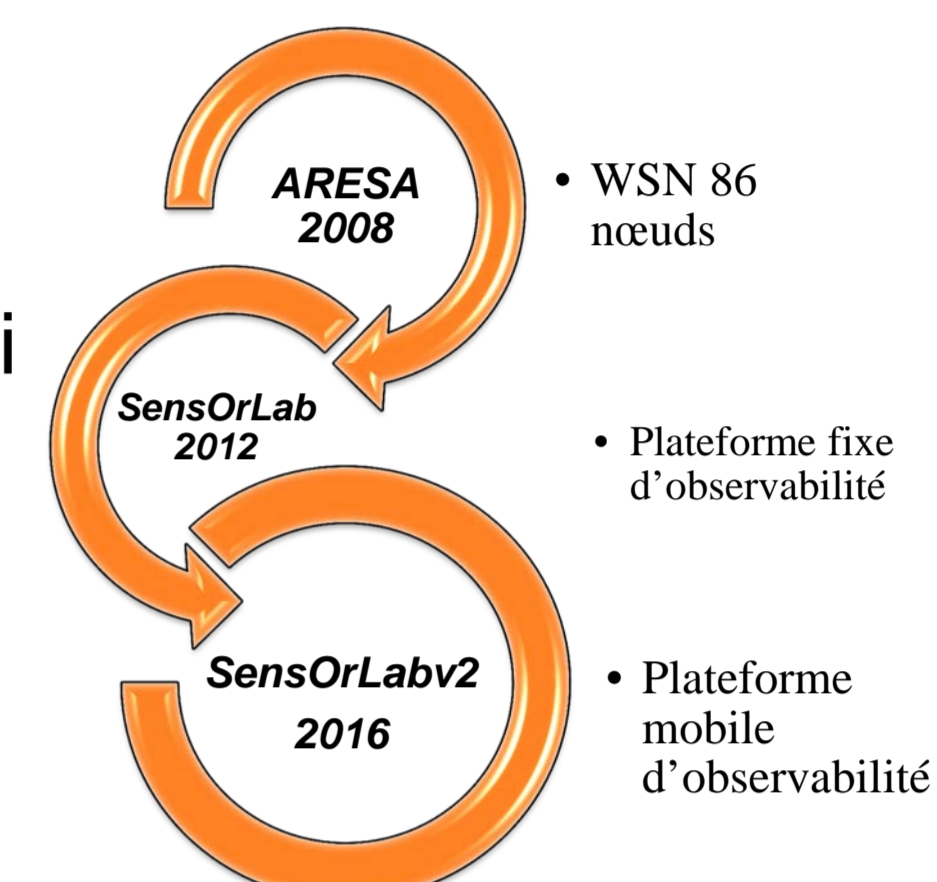 ARESA
2008
• WSN 86
nœuds
i
SensOrLab
2012
• Plateforme fixe
d’observabilité
SensOrLabv2
2016
• Plateforme
mobile
d’observabilité